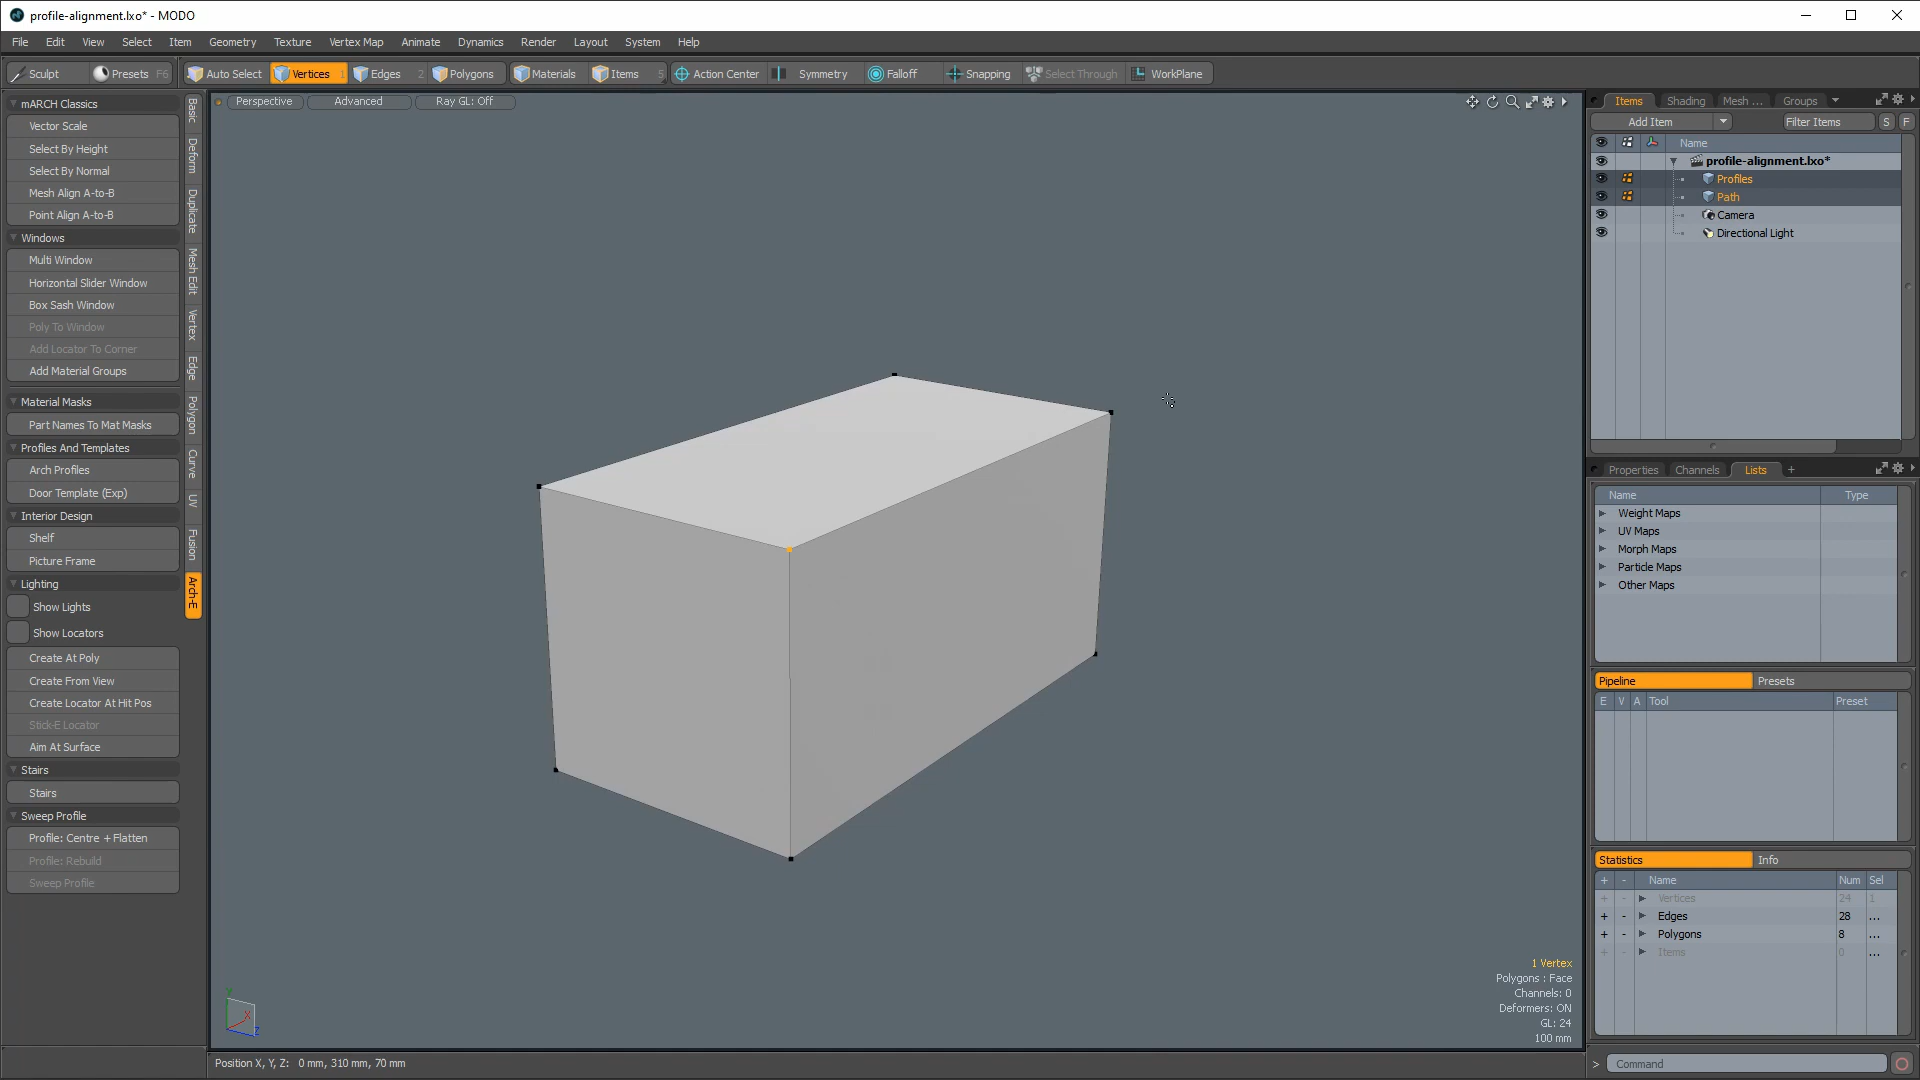 profile-alignment.lxo* - MODO
File Edit View Select Item Geometry Texture Vertex Map Animate Dynamics Render Layout System Help
Sculpt Presets F6 Auto Select Vertices 1 Edges 2 Polygons Materials Items 5 Action Center Symmetry Falloff Snapping Select Through WorkPlane
Perspective Advanced Ray GL: Off
mARCH Classics
Vector Scale
Select By Height
Select By Normal
Mesh Align A-to-B
Point Align A-to-B
Windows
Multi Window
Horizontal Slider Window
Box Sash Window
Poly To Window
Add Locator To Corner
Add Material Groups
Material Masks
Part Names To Mat Masks
Profiles And Templates
Arch Profiles
Door Template (Exp)
Interior Design
Shelf
Picture Frame
Lighting
Show Lights
Show Locators
Create At Poly
Create From View
Create Locator At Hit Pos
Stick-E Locator
Aim At Surface
Stairs
Stairs
Sweep Profile
Profile: Centre + Flatten
Profile: Rebuild
Sweep Profile
Basic
Deform
Duplicate
Mesh Edit
Vertex
Edge
Polygon
Curve
UV
Fusion
Arch-E
Y
X
Z
1 Vertex
Polygons : Face
Channels: 0
Deformers: ON
GL: 24
100 mm
Position X, Y, Z: 0 mm, 310 mm, 70 mm
Items Shading Mesh ... Groups
Add Item Filter Items S F
Name
profile-alignment.lxo*
Profiles
Path
Camera
Directional Light
Properties Channels Lists +
Name Type
Weight Maps
UV Maps
Morph Maps
Particle Maps
Other Maps
Pipeline Presets
E V A Tool Preset
Statistics Info
+ - Name Num Sel
+ - Vertices 24 1
+ - Edges 28 ...
+ - Polygons 8 ...
+ - Items 0 ...
> Command